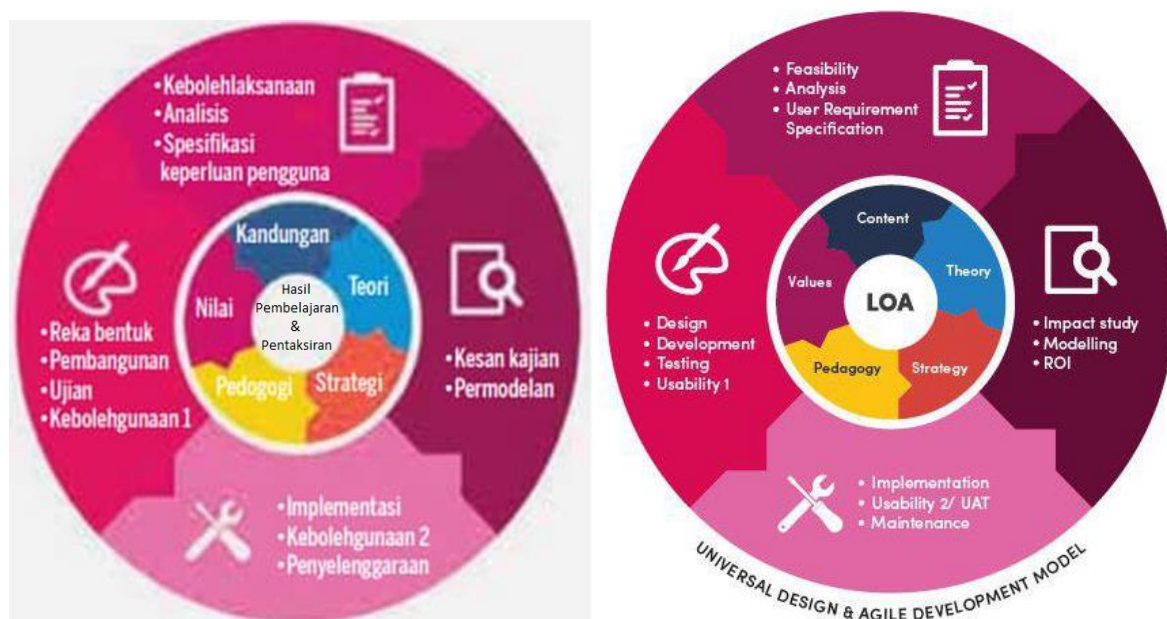 •Kebolehlaksanaan
•Analisis
•Spesifikasi
keperluan pengguna
Kandungan
Nilai
Teori
Hasil
Pembelajaran
&
Pentaksiran
Pedogogi
Strategi
•Reka bentuk
•Pembangunan
•Ujian
•Kebolehgunaan 1
•Kesan kajian
•Permodelan
•Implementasi
•Kebolehgunaan 2
•Penyelenggaraan
• Feasibility
• Analysis
• User Requirement
Specification
Content
Values
Theory
LOA
Pedagogy
Strategy
• Design
• Development
• Testing
• Usability 1
• Impact study
• Modelling
• ROI
• Implementation
• Usability 2/ UAT
• Maintenance
UNIVERSAL DESIGN & AGILE DEVELOPMENT MODEL